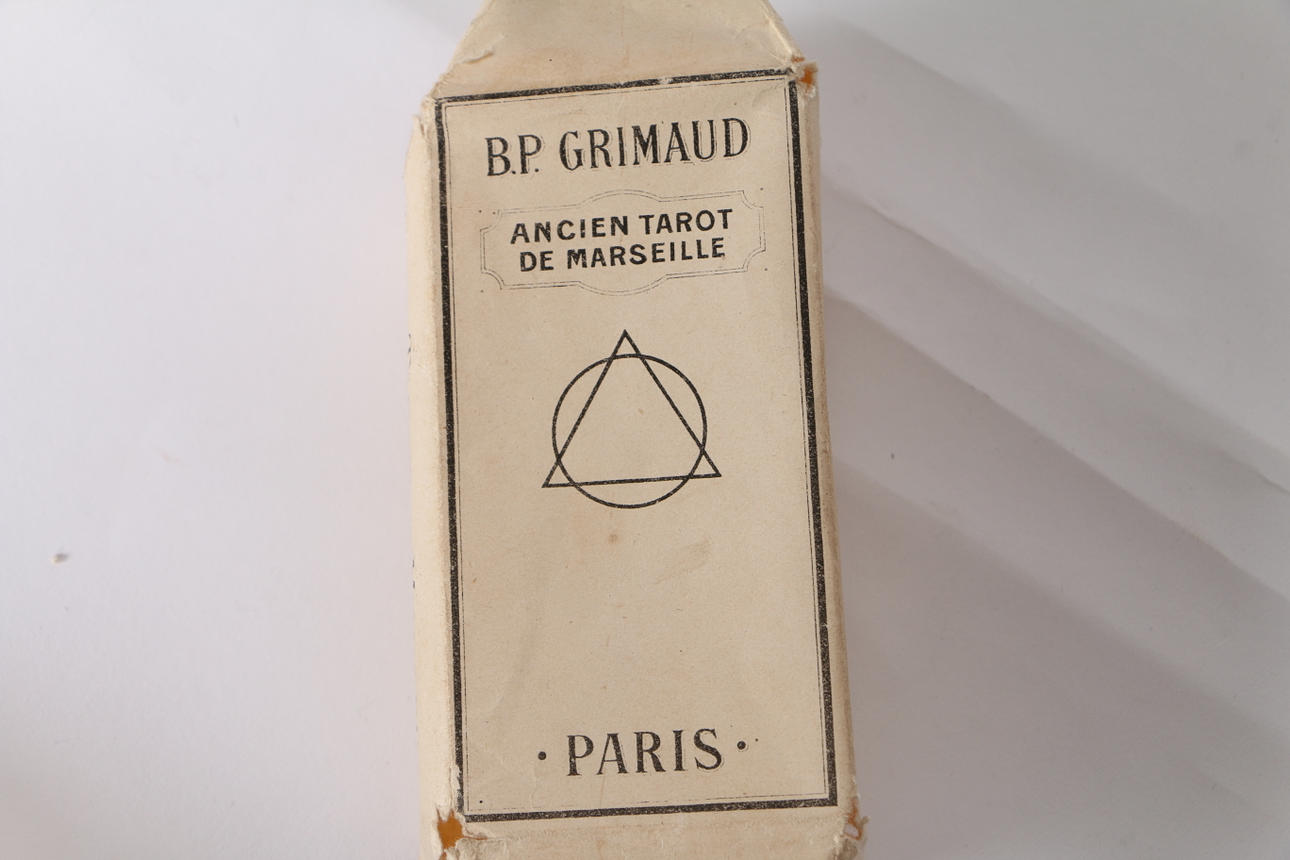 B.P. GRIMAUD
ANCIEN TAROT
DE MARSEILLE
· PARIS ·